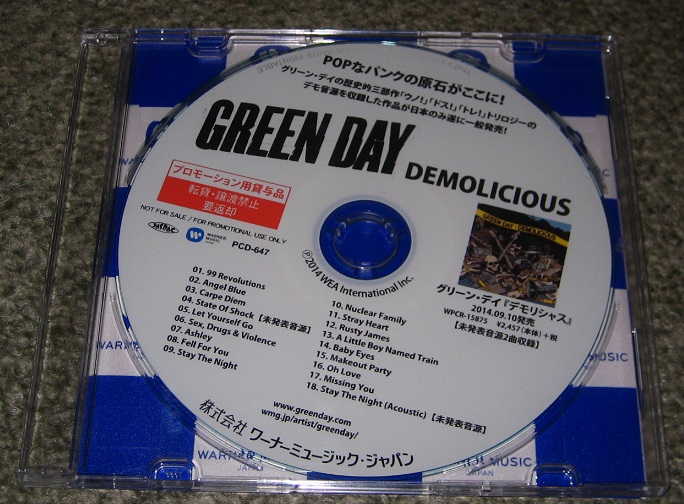 WHITE PRINTABLE
POPなパンクの原石がここに!
グリーン・デイの歴史的三部作「ウノ!」「ドス!」「トレ!」トリロジーの
デモ音源を収録した作品が日本のみ遂に一般発売!
GREEN DAY DEMOLICIOUS
プロモーション用貸与品
転貸・譲渡禁止
要返却
NOT FOR SALE / FOR PROMOTIONAL USE ONLY
WARNER MUSIC
PCD-647
Ⓟ2014 WEA International Inc.
GREEN DAY : DEMOLICIOUS
グリーン・デイ『デモリシャス』
2014.09.10発売
WPCR-15875 ¥2,457(本体)+税
【未発表音源2曲収録】
01. 99 Revolutions
02. Angel Blue
03. Carpe Diem
04. State Of Shock【未発表音源】
05. Let Yourself Go
06. Sex, Drugs & Violence
07. Ashley
08. Fell For You
09. Stay The Night
10. Nuclear Family
11. Stray Heart
12. Rusty James
13. A Little Boy Named Train
14. Baby Eyes
15. Makeout Party
16. Oh Love
17. Missing You
18. Stay The Night (Acoustic)【未発表音源】
www.greenday.com
wmg.jp/artist/greenday/
株式会社 ワーナーミュージック・ジャパン
JAPAN
MUSIC
JAPAN